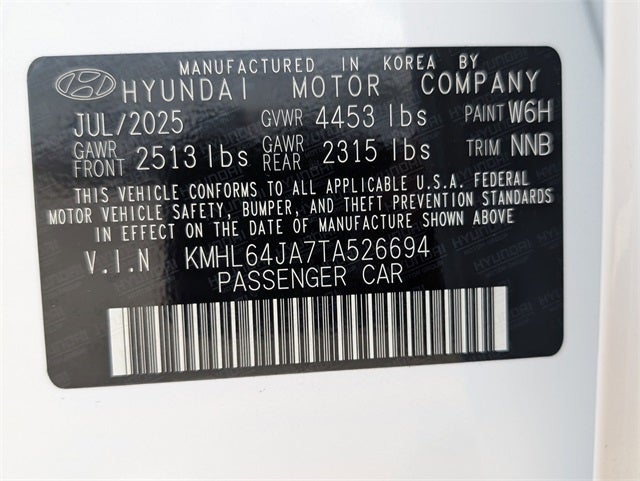 MANUFACTURED IN KOREA BY
HYUNDAI MOTOR COMPANY
JUL/2025 GVWR 4453 lbs PAINT W6H
GAWR FRONT 2513 lbs GAWR REAR 2315 lbs TRIM NNB
THIS VEHICLE CONFORMS TO ALL APPLICABLE U.S.A. FEDERAL
MOTOR VEHICLE SAFETY, BUMPER, AND THEFT PREVENTION STANDARDS
IN EFFECT ON THE DATE OF MANUFACTURE SHOWN ABOVE
V.I.N KMHL64JA7TA526694
PASSENGER CAR